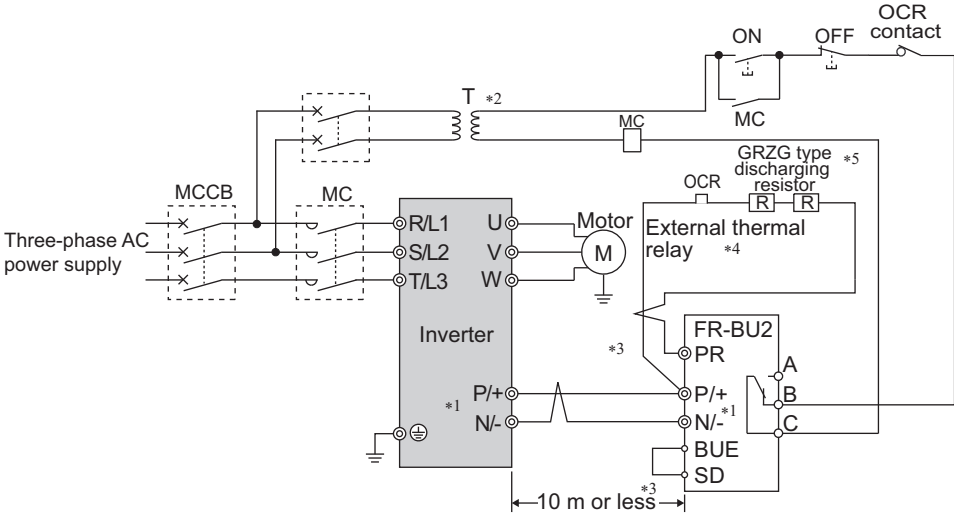 OCR
contact
ON
OFF
T *2
MC
MC
GRZG type
discharging
resistor
*5
OCR
R
R
MCCB
MC
External thermal
relay
*4
Three-phase AC
power supply
R/L1
S/L2
T/L3
U
V
W
Motor
M
Inverter
FR-BU2
*3
PR
A
P/+
P/+
B
*1
N/-
N/-
*1
C
BUE
SD
*3
10 m or less